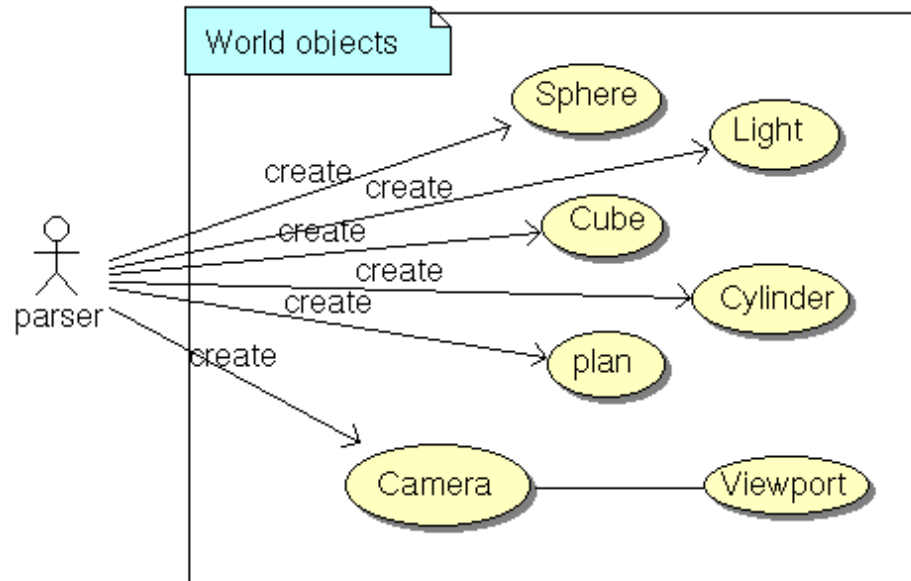 World objects
Sphere
Light
create
create
Cube
create
create
Cylinder
create
parser
plan
create
Camera
Viewport